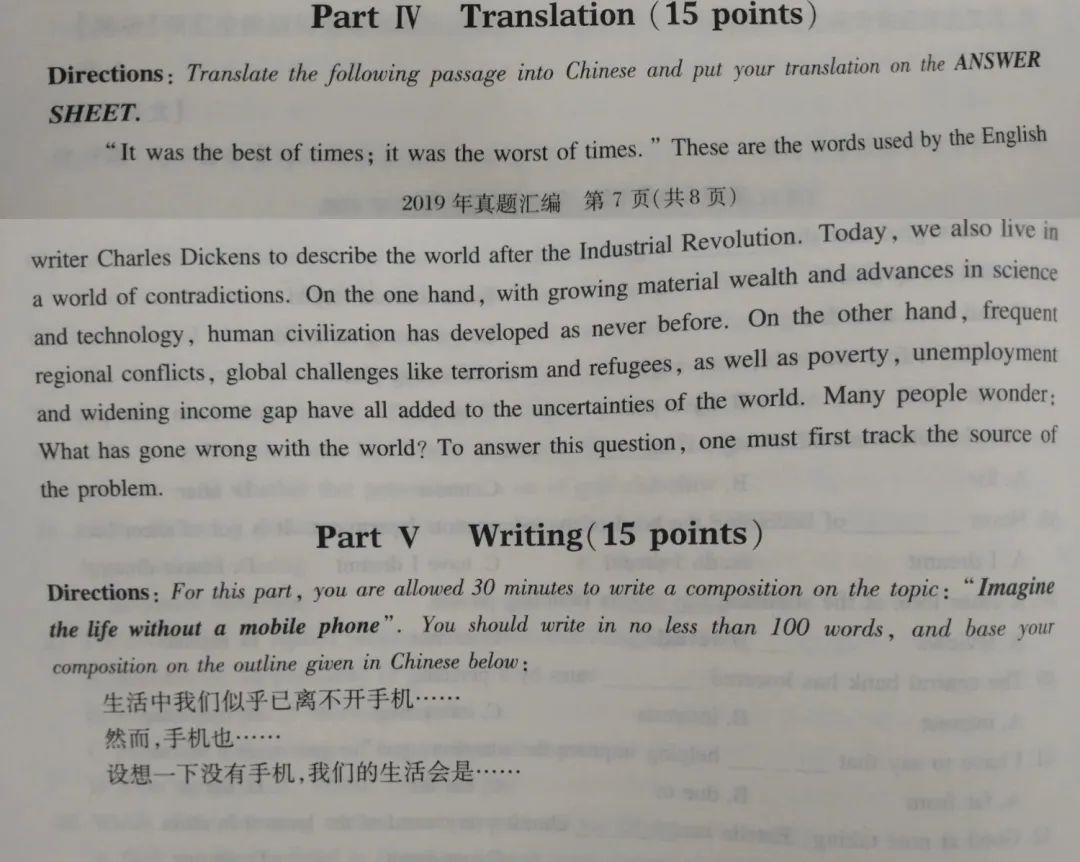 Part Ⅳ Translation (15 points)
Directions: Translate the following passage into Chinese and put your translation on the ANSWER
SHEET.
“It was the best of times; it was the worst of times.” These are the words used by the English
2019 年真题汇编 第 7 页(共 8 页)
writer Charles Dickens to describe the world after the Industrial Revolution. Today, we also live in
a world of contradictions. On the one hand, with growing material wealth and advances in science
and technology, human civilization has developed as never before. On the other hand, frequent
regional conflicts, global challenges like terrorism and refugees, as well as poverty, unemployment
and widening income gap have all added to the uncertainties of the world. Many people wonder:
What has gone wrong with the world? To answer this question, one must first track the source of
the problem.
Part Ⅴ Writing(15 points)
Directions: For this part, you are allowed 30 minutes to write a composition on the topic: “Imagine
the life without a mobile phone”. You should write in no less than 100 words, and base your
composition on the outline given in Chinese below:
生活中我们似乎已离不开手机……
然而,手机也……
设想一下没有手机,我们的生活会是……